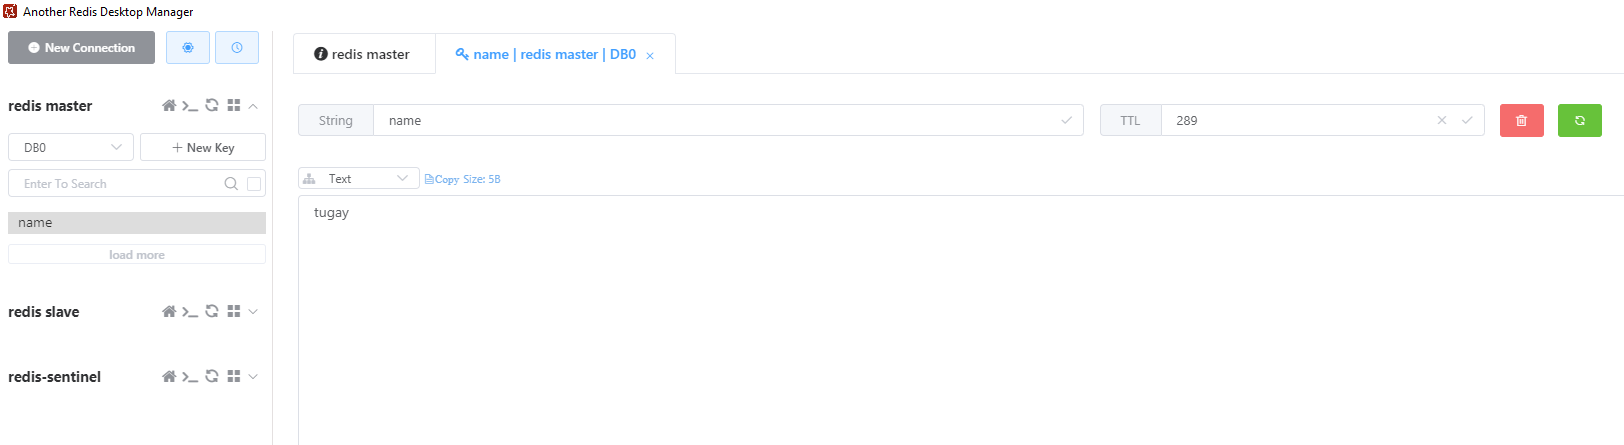 Another Redis Desktop Manager
New Connection
redis master
name | redis master | DB0
redis master
String
name
TTL
289
DB0
New Key
Enter To Search
Text
Copy
Size: 5B
name
tugay
load more
redis slave
redis-sentinel